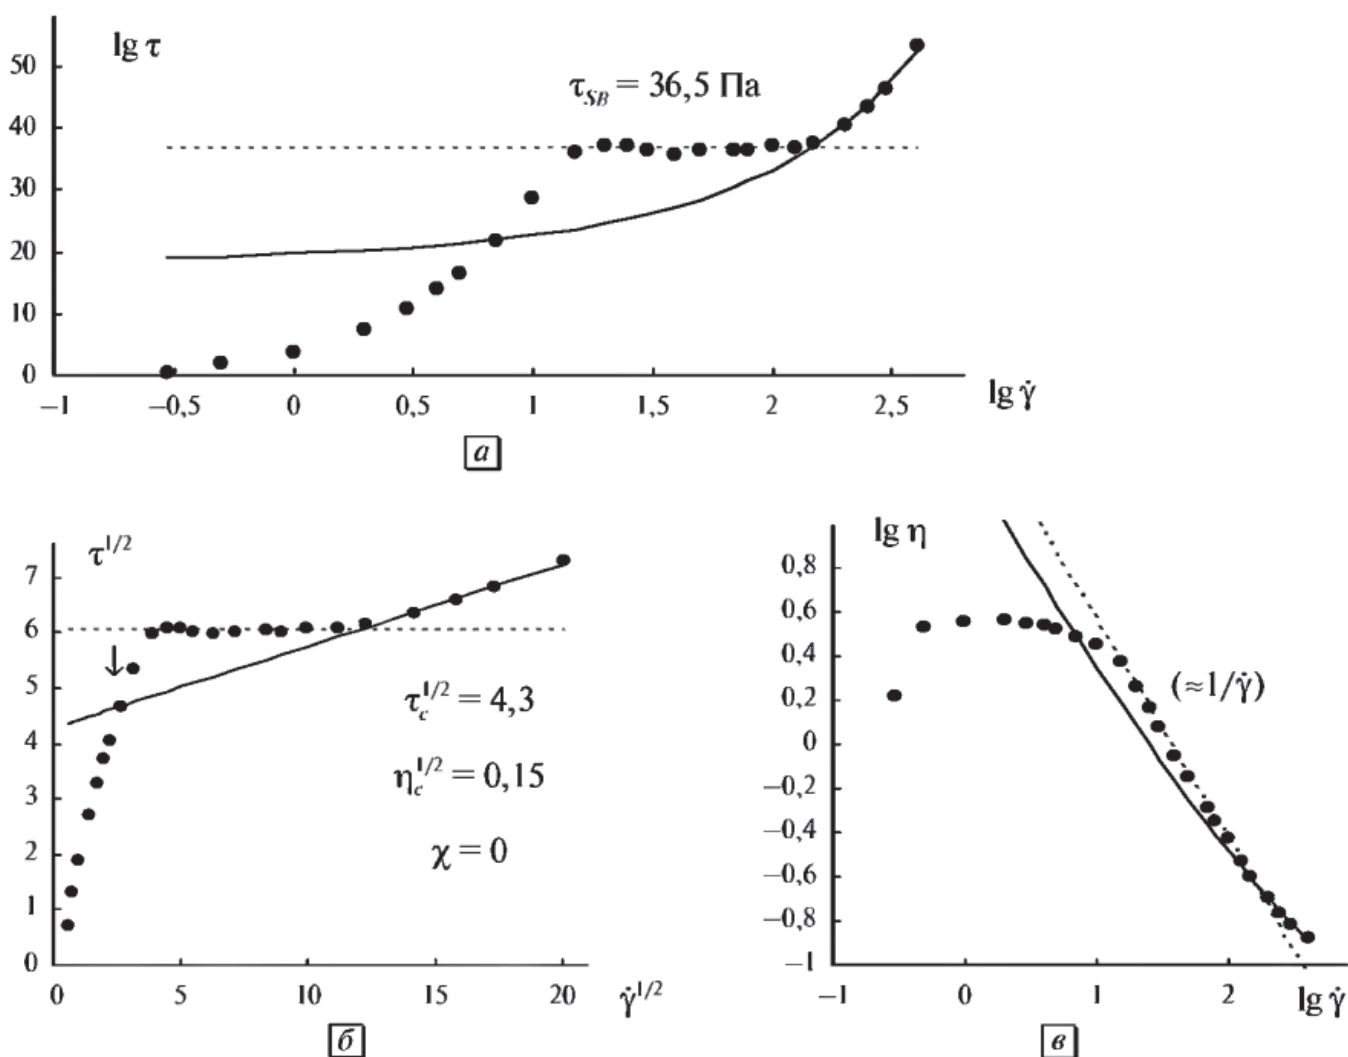 lg τ
50
40
30
20
10
0
τ_SB = 36,5 Па
−1 −0,5 0 0,5 1 1,5 2 2,5
lg γ̇
а
τ^1/2
7
6
5
4
3
2
1
0
τ_c^1/2 = 4,3
η_c^1/2 = 0,15
χ = 0
0 5 10 15 20 γ̇^1/2
б
lg η
0,8
0,6
0,4
0,2
0
−0,2
−0,4
−0,6
−0,8
−1
(≈1/γ̇)
−1 0 1 2 lg γ̇
в